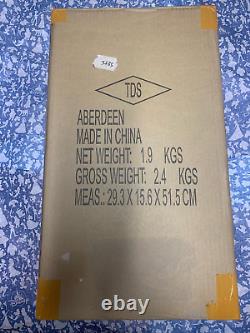 TDS
ABERDEEN
MADE IN CHINA
NET WEIGHT: 1.9 KGS
GROSS WEIGHT: 2.4 KGS
MEAS.: 29.3 X 15.6 X 51.5 CM